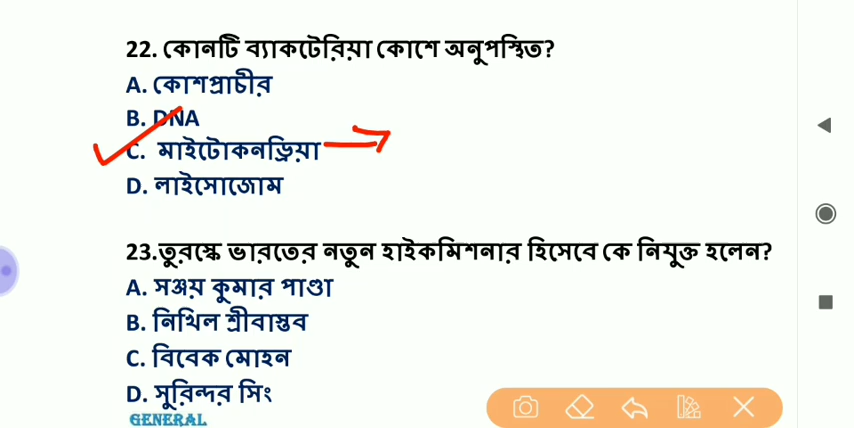 22. কোনটি ব্যাকটেরিয়া কোশে অনুপস্থিত?
A. কোশপ্রাচীর
B. DNA
C. মাইটোকনড্রিয়া
D. লাইসোজোম
23.তুরস্কে ভারতের নতুন হাইকমিশনার হিসেবে কে নিযুক্ত হলেন?
A. সঞ্জয় কুমার পাণ্ডা
B. নিখিল শ্রীবাস্তব
C. বিবেক মোহন
D. সুরিন্দর সিং
GENERAL